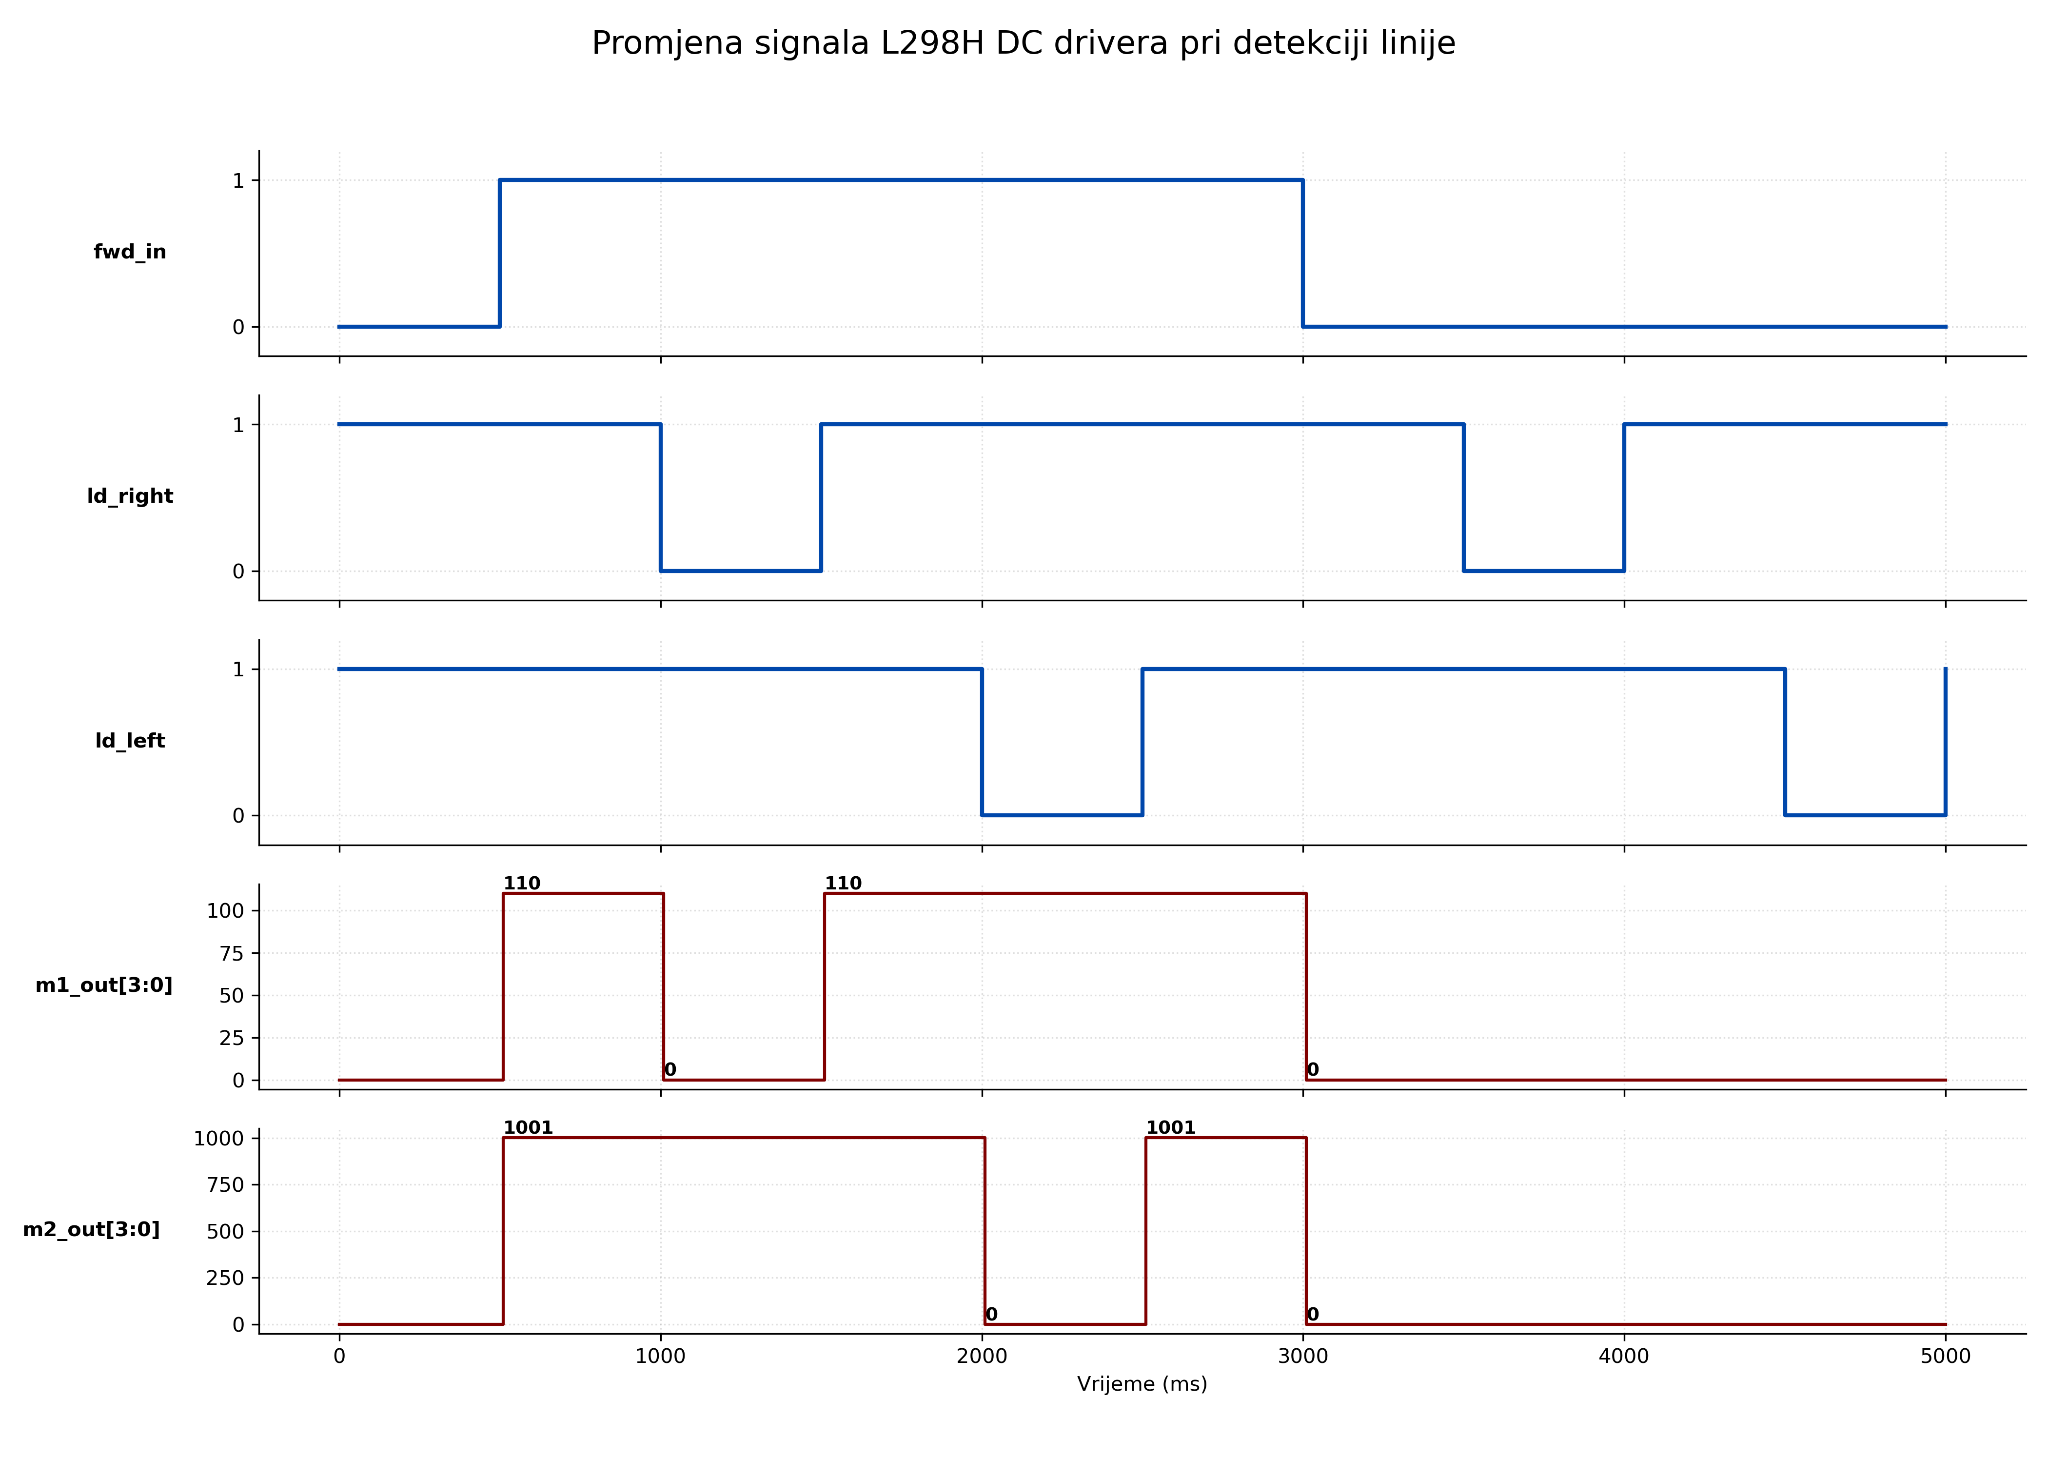 Promjena signala L298H DC drivera pri detekciji linije
1
fwd_in
0
1
ld_right
0
1
ld_left
0
110 110
100
75
m1_out[3:0]
50
25
0 0
0
1001 1001
1000
750
m2_out[3:0]
500
250
0 0
0
0 1000 2000 3000 4000 5000
Vrijeme (ms)